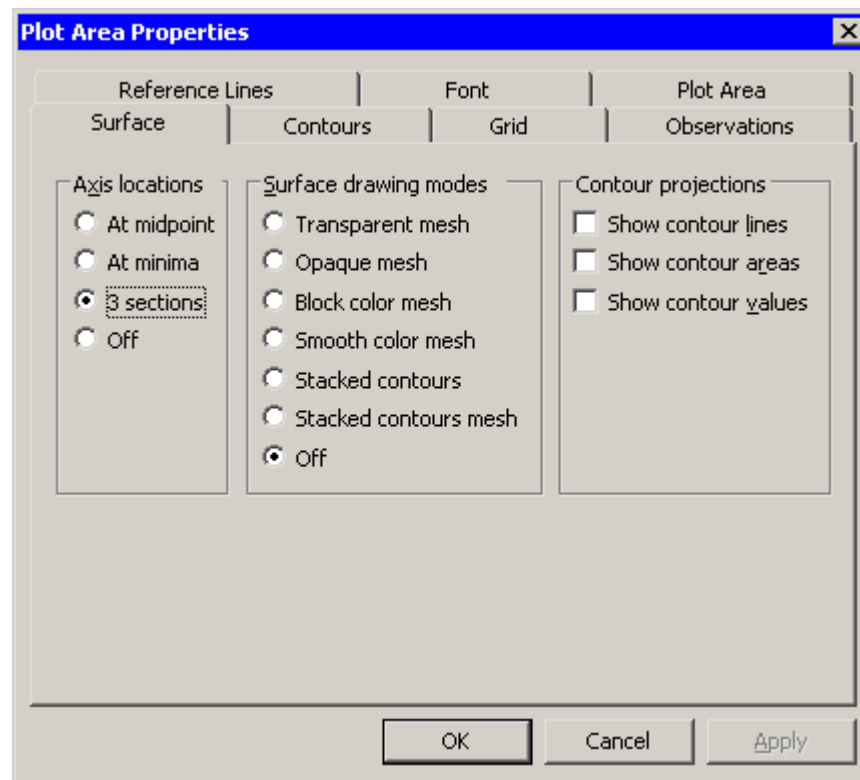 Plot Area Properties
Reference Lines Font Plot Area
Surface Contours Grid Observations
Axis locations
At midpoint
At minima
3 sections
Off
Surface drawing modes
Transparent mesh
Opaque mesh
Block color mesh
Smooth color mesh
Stacked contours
Stacked contours mesh
Off
Contour projections
Show contour lines
Show contour areas
Show contour values
OK Cancel Apply